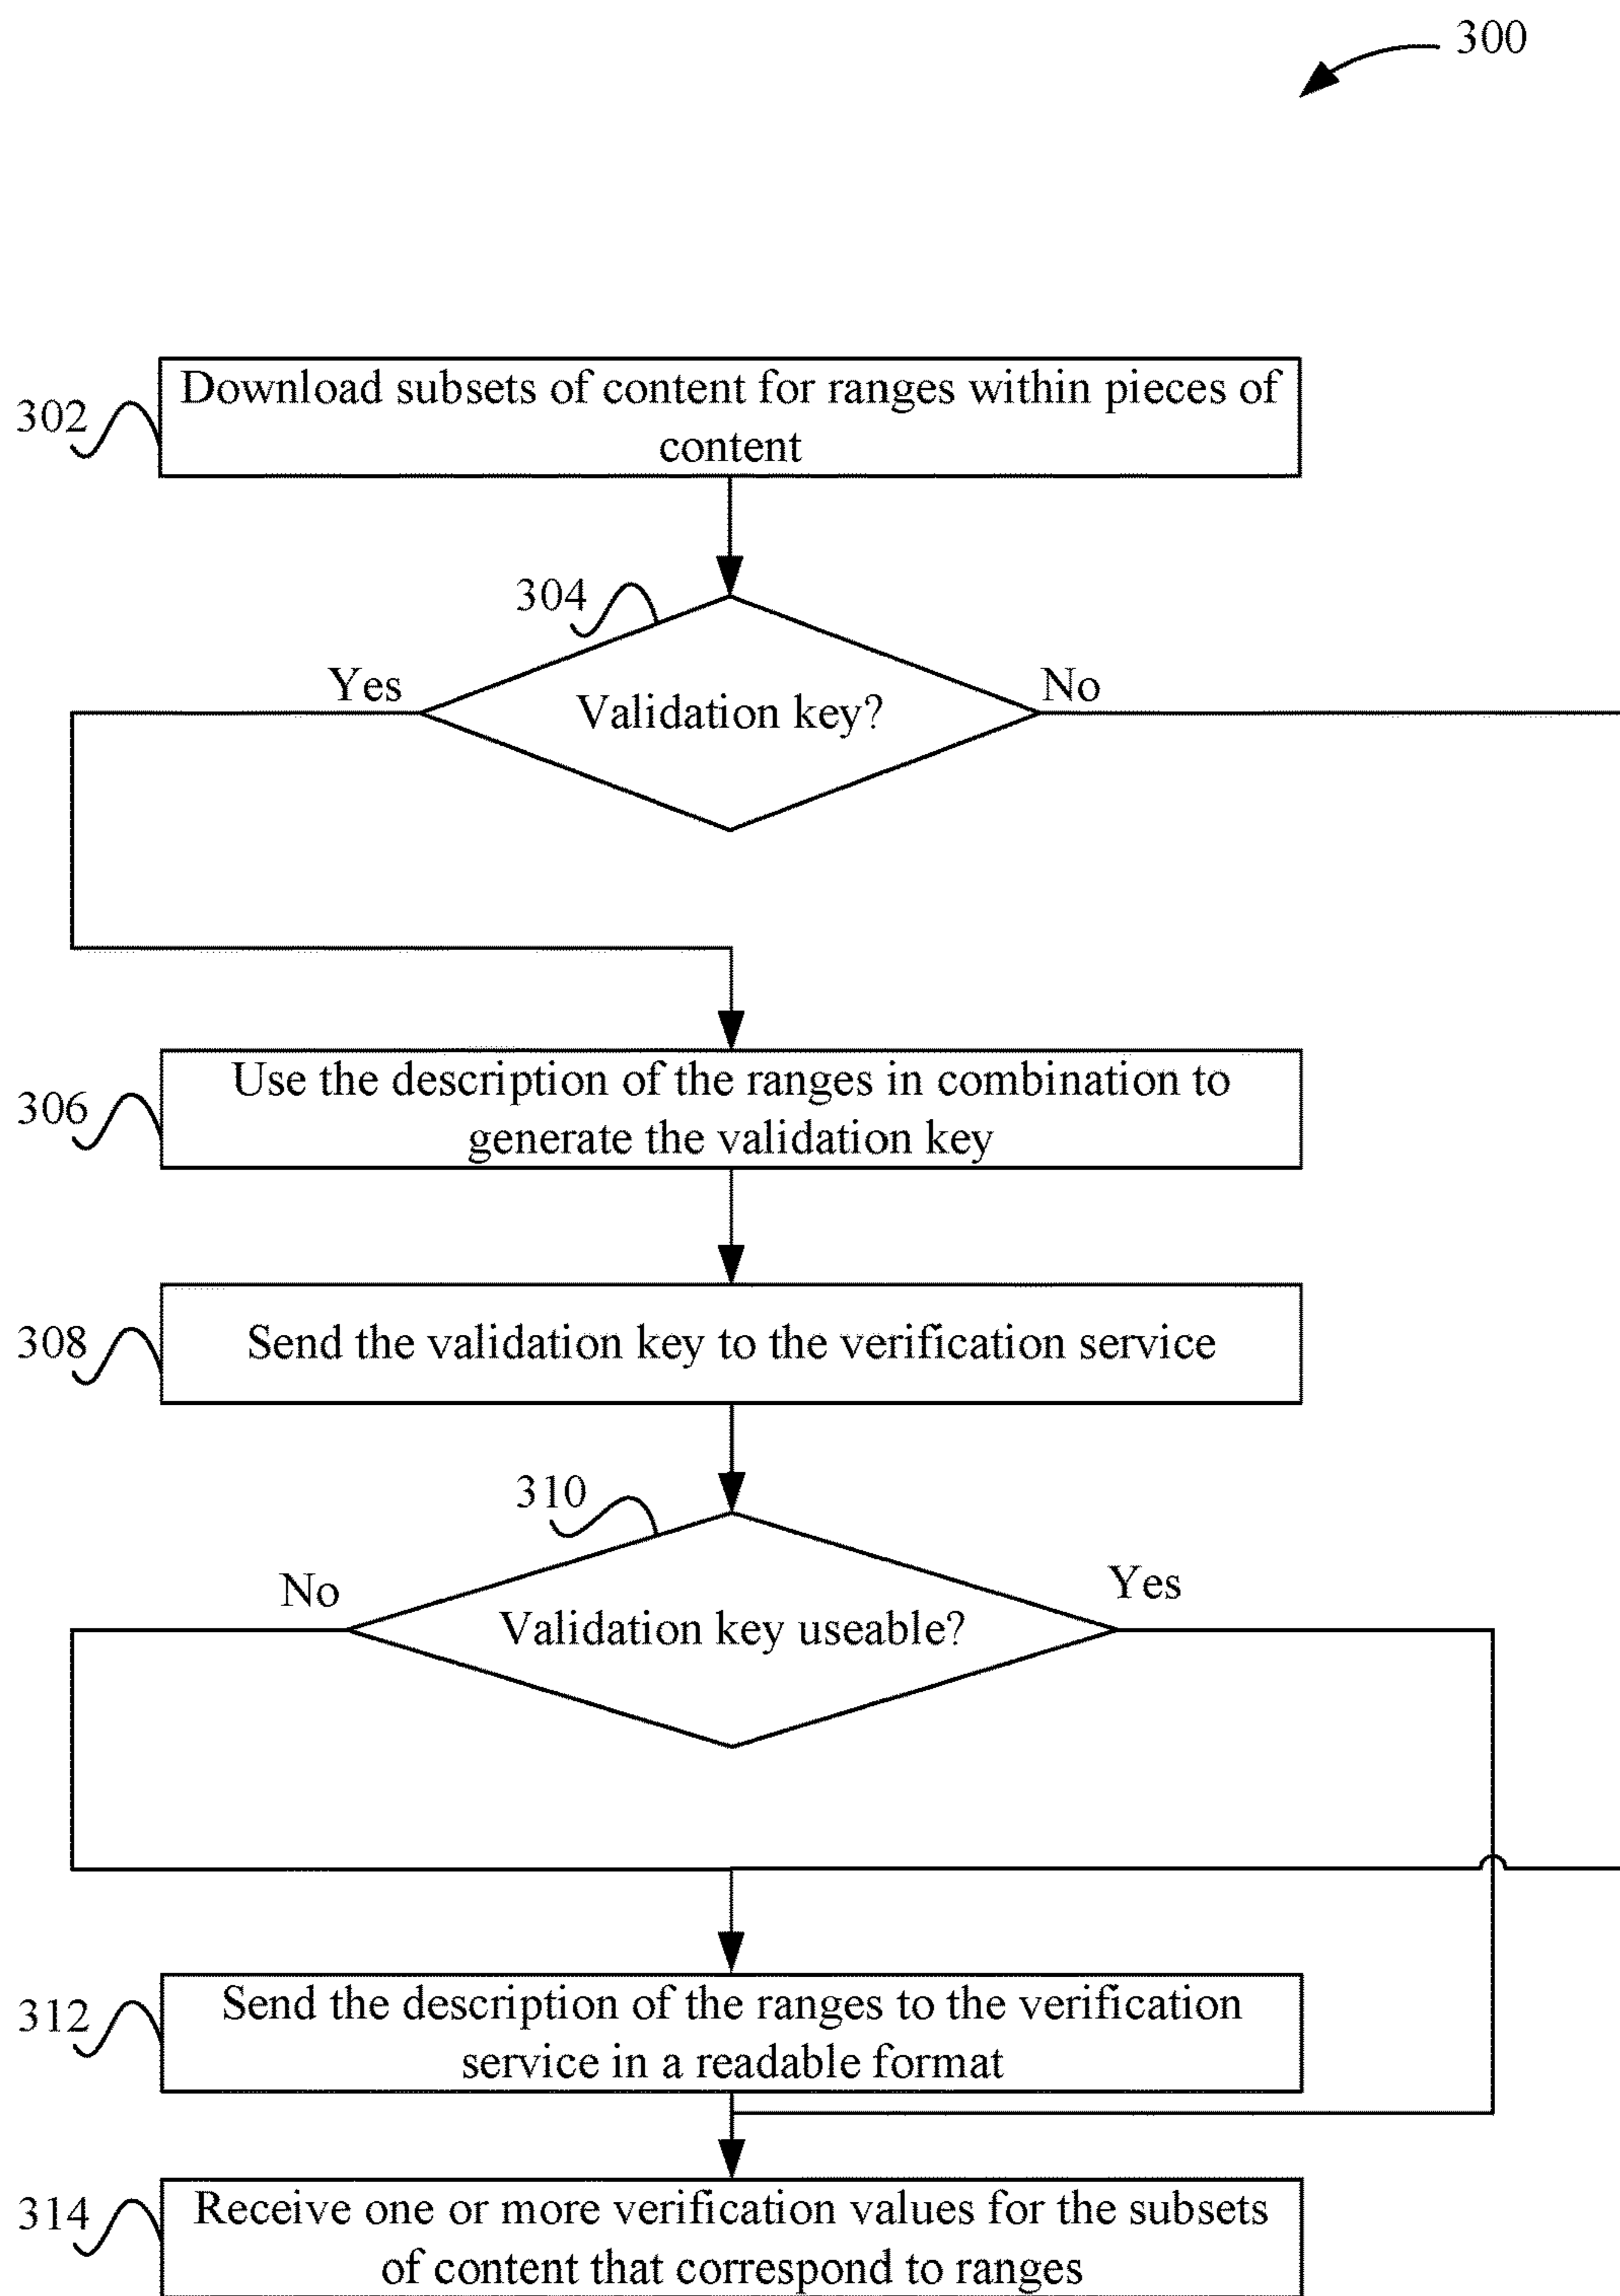 300
302
Download subsets of content for ranges within pieces of
content
304
Yes
Validation key?
No
306
Use the description of the ranges in combination to
generate the validation key
308
Send the validation key to the verification service
310
No
Validation key useable?
Yes
312
Send the description of the ranges to the verification
service in a readable format
314
Receive one or more verification values for the subsets
of content that correspond to ranges